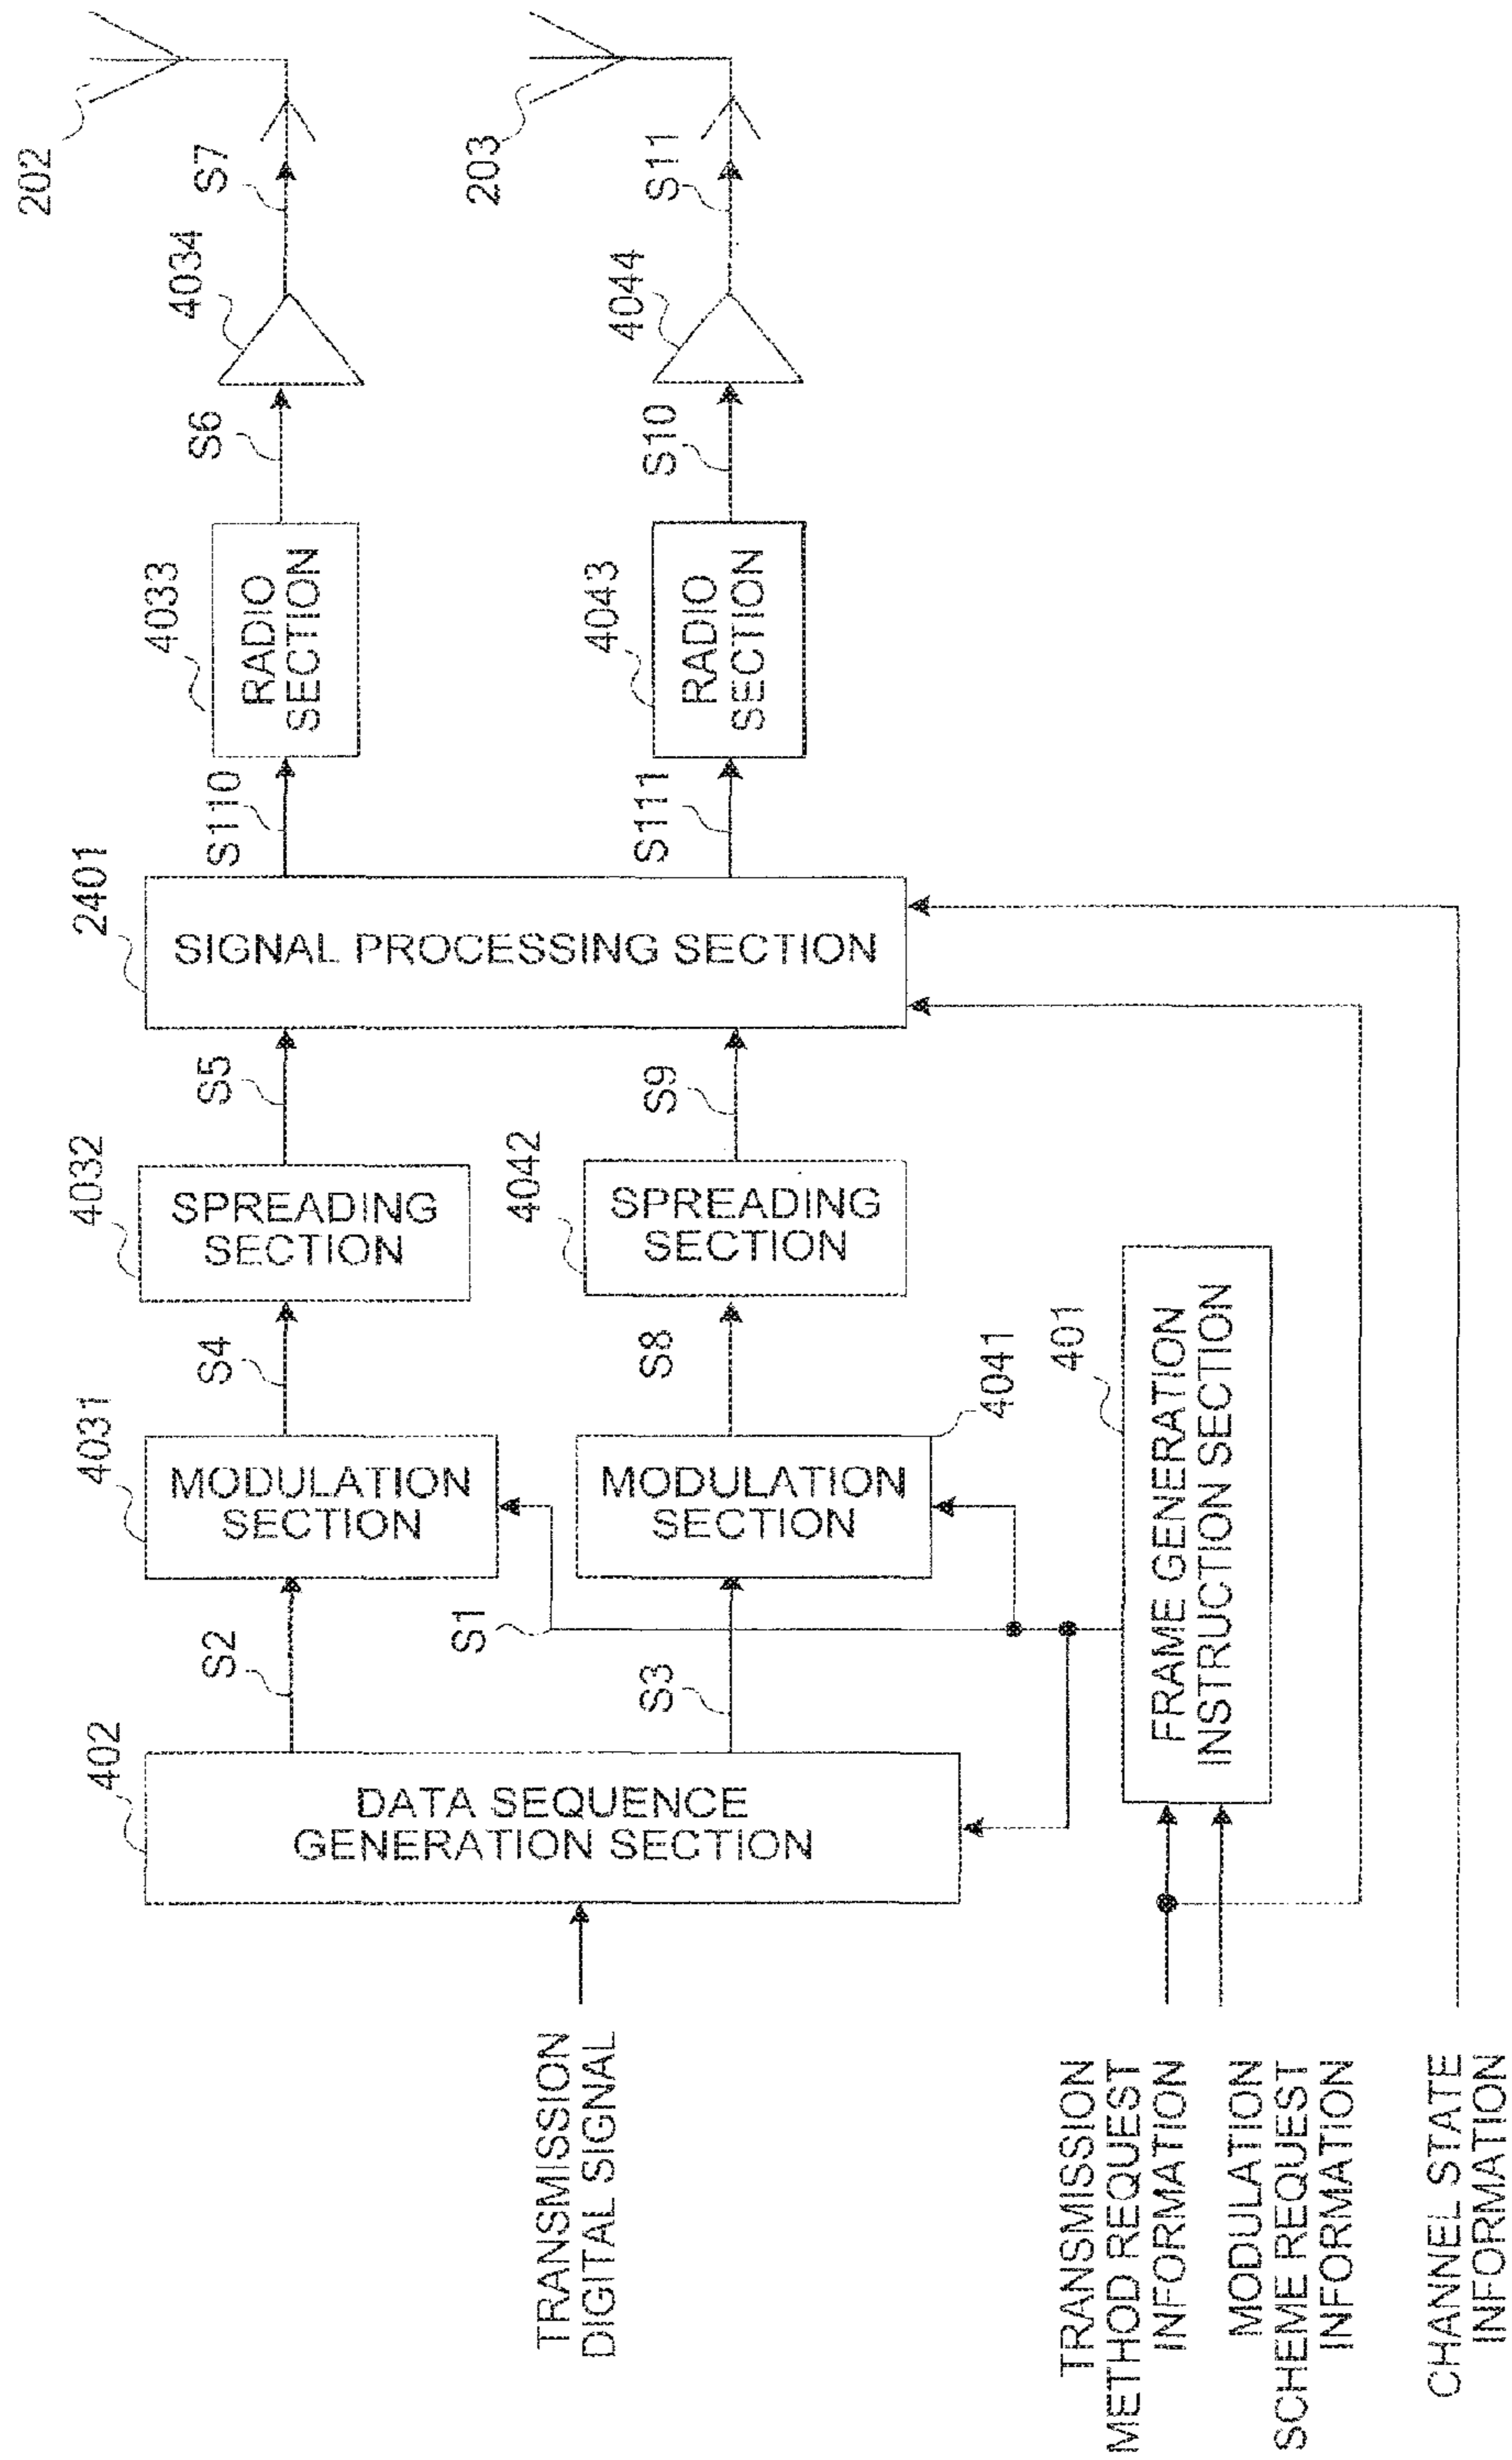 202
S7
4034
S6
4033
RADIO
SECTION
S110
203
S11
4044
S10
4043
RADIO
SECTION
S111
2401
SIGNAL PROCESSING SECTION
S5
4032
SPREADING
SECTION
S4
4031
MODULATION
SECTION
S2
S9
4042
SPREADING
SECTION
S8
4041
MODULATION
SECTION
S1
S3
402
DATA SEQUENCE
GENERATION SECTION
401
FRAME GENERATION
INSTRUCTION SECTION
TRANSMISSION
DIGITAL SIGNAL
TRANSMISSION
METHOD REQUEST
INFORMATION
MODULATION
SCHEME REQUEST
INFORMATION
CHANNEL STATE
INFORMATION